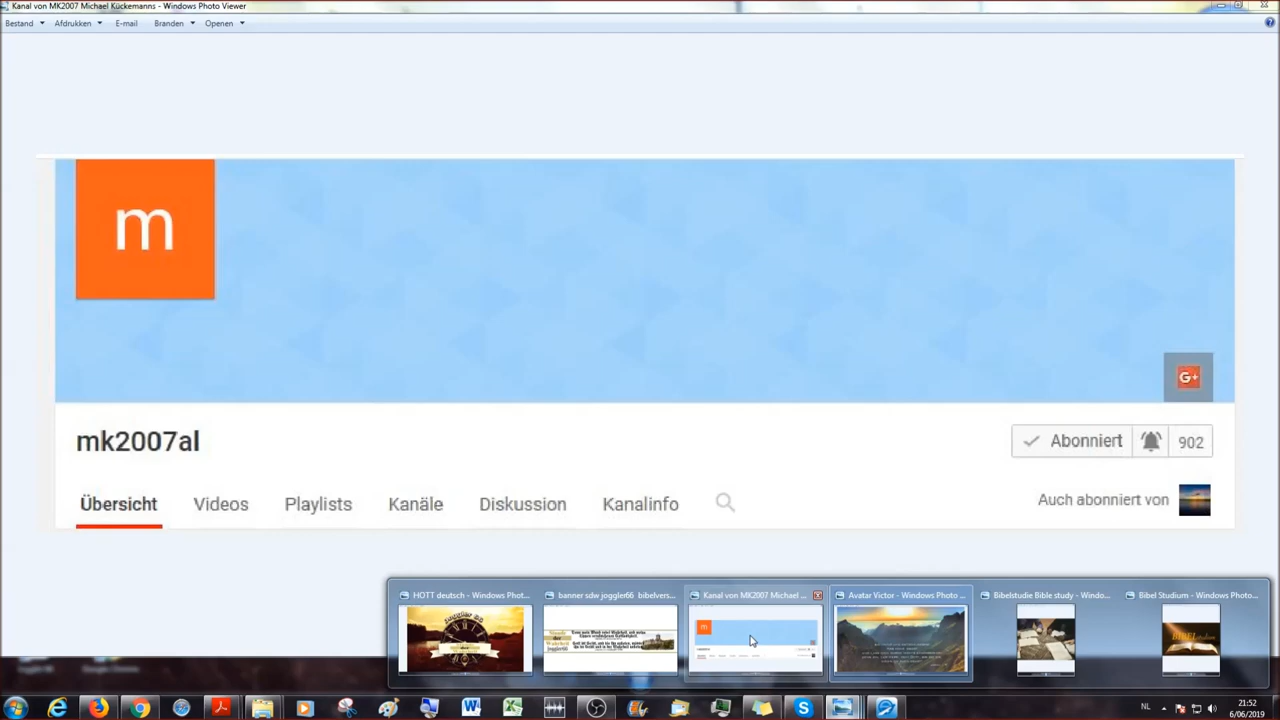 Kanal von MK2007 Michael Kückemanns - Windows Photo Viewer
Bestand Afdrukken E-mail Branden Openen
m
G+
mk2007al
Abonniert 902
Übersicht Videos Playlists Kanäle Diskussion Kanalinfo
Auch abonniert von
HOTT deutsch - Windows Phot...
banner sdw joggler66 bibelvers...
Kanal von MK2007 Michael ...
Avatar Victor - Windows Photo ...
Bibelstudie Bible study - Windo...
Bibel Studium - Windows Photo...
NL
21:52
6/06/2019